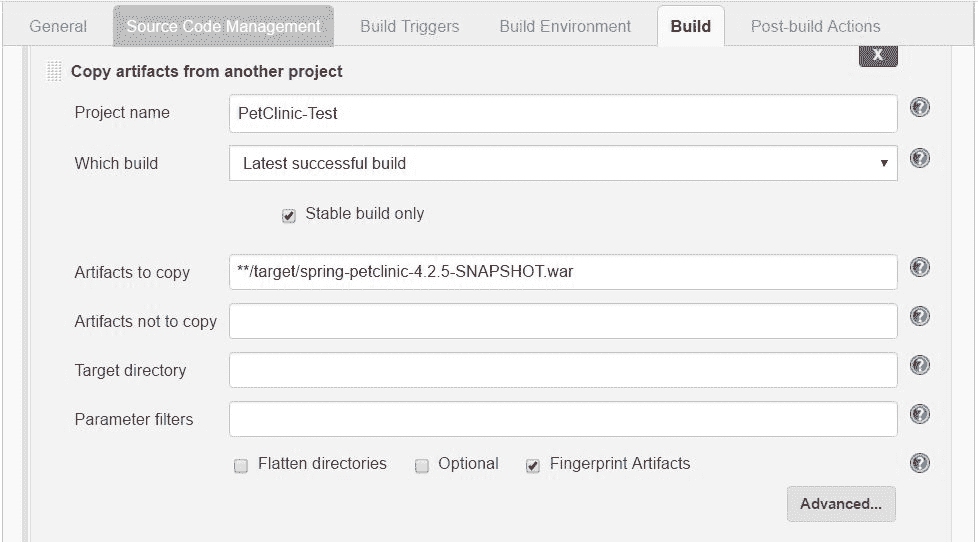 General Source Code Management Build Triggers Build Environment Build Post-build Actions
X
Copy artifacts from another project
Project name PetClinic-Test ?
Which build Latest successful build ?
Stable build only
Artifacts to copy **/target/spring-petclinic-4.2.5-SNAPSHOT.war ?
Artifacts not to copy ?
Target directory ?
Parameter filters ?
Flatten directories Optional Fingerprint Artifacts ?
Advanced...